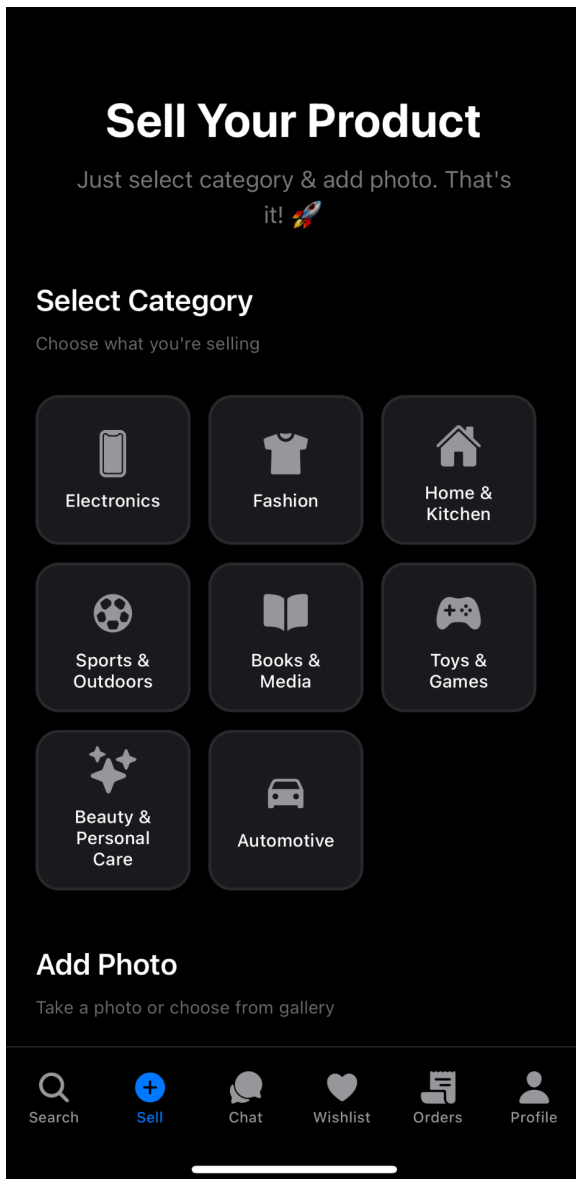 Sell Your Product
Just select category & add photo. That's
it! 🚀
Select Category
Choose what you're selling
Electronics
Fashion
Home &
Kitchen
Sports &
Outdoors
Books &
Media
Toys &
Games
Beauty &
Personal
Care
Automotive
Add Photo
Take a photo or choose from gallery
Search
Sell
Chat
Wishlist
Orders
Profile